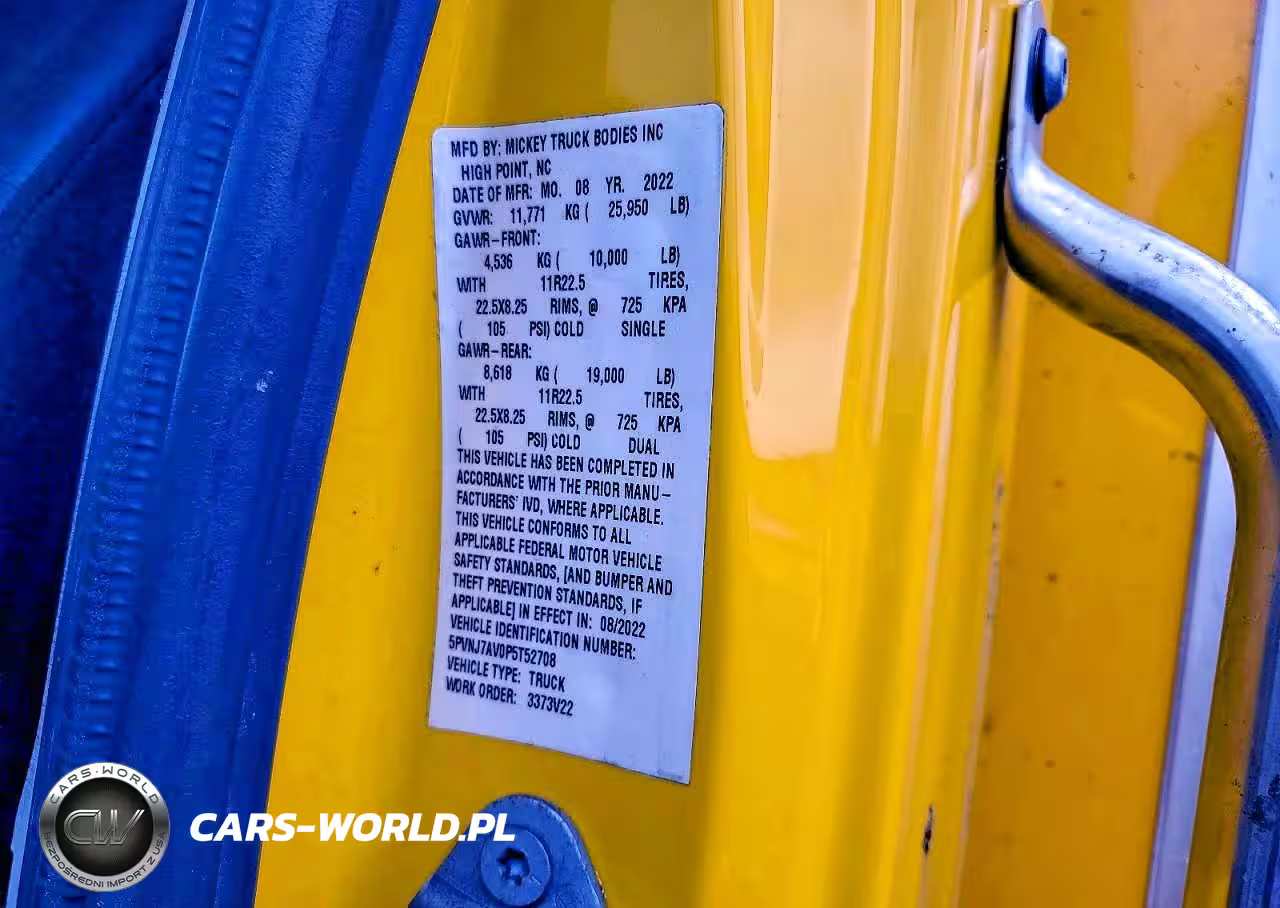 MFD BY: MICKEY TRUCK BODIES INC
HIGH POINT, NC
DATE OF MFR: MO. 08 YR. 2022
GVWR: 11,771 KG ( 25,950 LB)
GAWR-FRONT:
4,536 KG ( 10,000 LB)
WITH 11R22.5 TIRES,
22.5X8.25 RIMS, @ 725 KPA
( 105 PSI) COLD SINGLE
GAWR-REAR:
8,618 KG ( 19,000 LB)
WITH 11R22.5 TIRES,
22.5X8.25 RIMS, @ 725 KPA
( 105 PSI) COLD DUAL
THIS VEHICLE HAS BEEN COMPLETED IN
ACCORDANCE WITH THE PRIOR MANU-
FACTURERS' IVD, WHERE APPLICABLE.
THIS VEHICLE CONFORMS TO ALL
APPLICABLE FEDERAL MOTOR VEHICLE
SAFETY STANDARDS, [AND BUMPER AND
THEFT PREVENTION STANDARDS, IF
APPLICABLE] IN EFFECT IN: 08/2022
VEHICLE IDENTIFICATION NUMBER:
5PVNJ7AV0P5T52708
VEHICLE TYPE: TRUCK
WORK ORDER: 3373V22
CARS-WORLD
CW
BEZPOŚREDNI IMPORT Z USA
CARS-WORLD.PL